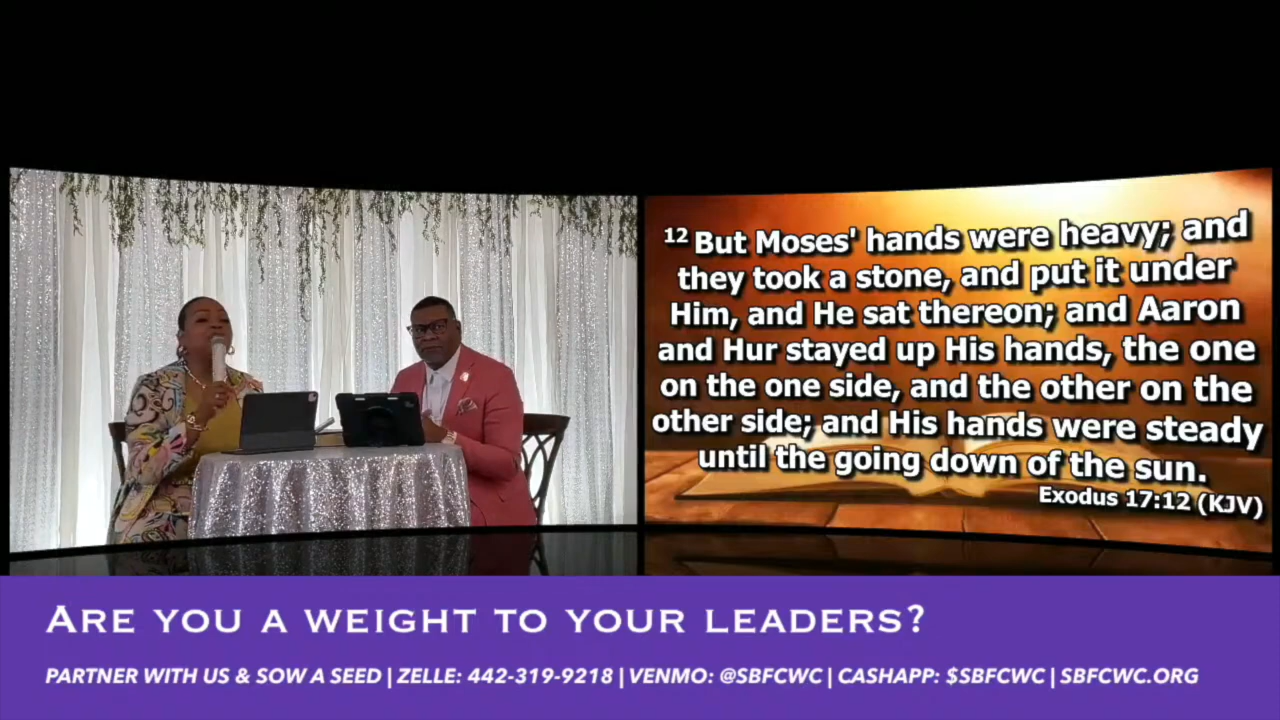 12 But Moses' hands were heavy; and
they took a stone, and put it under
Him, and He sat thereon; and Aaron
and Hur stayed up His hands, the one
on the one side, and the other on the
other side; and His hands were steady
until the going down of the sun.
Exodus 17:12 (KJV)
ARE YOU A WEIGHT TO YOUR LEADERS?
PARTNER WITH US & SOW A SEED | ZELLE: 442-319-9218 | VENMO: @SBFCWC | CASHAPP: $SBFCWC | SBFCWC.ORG